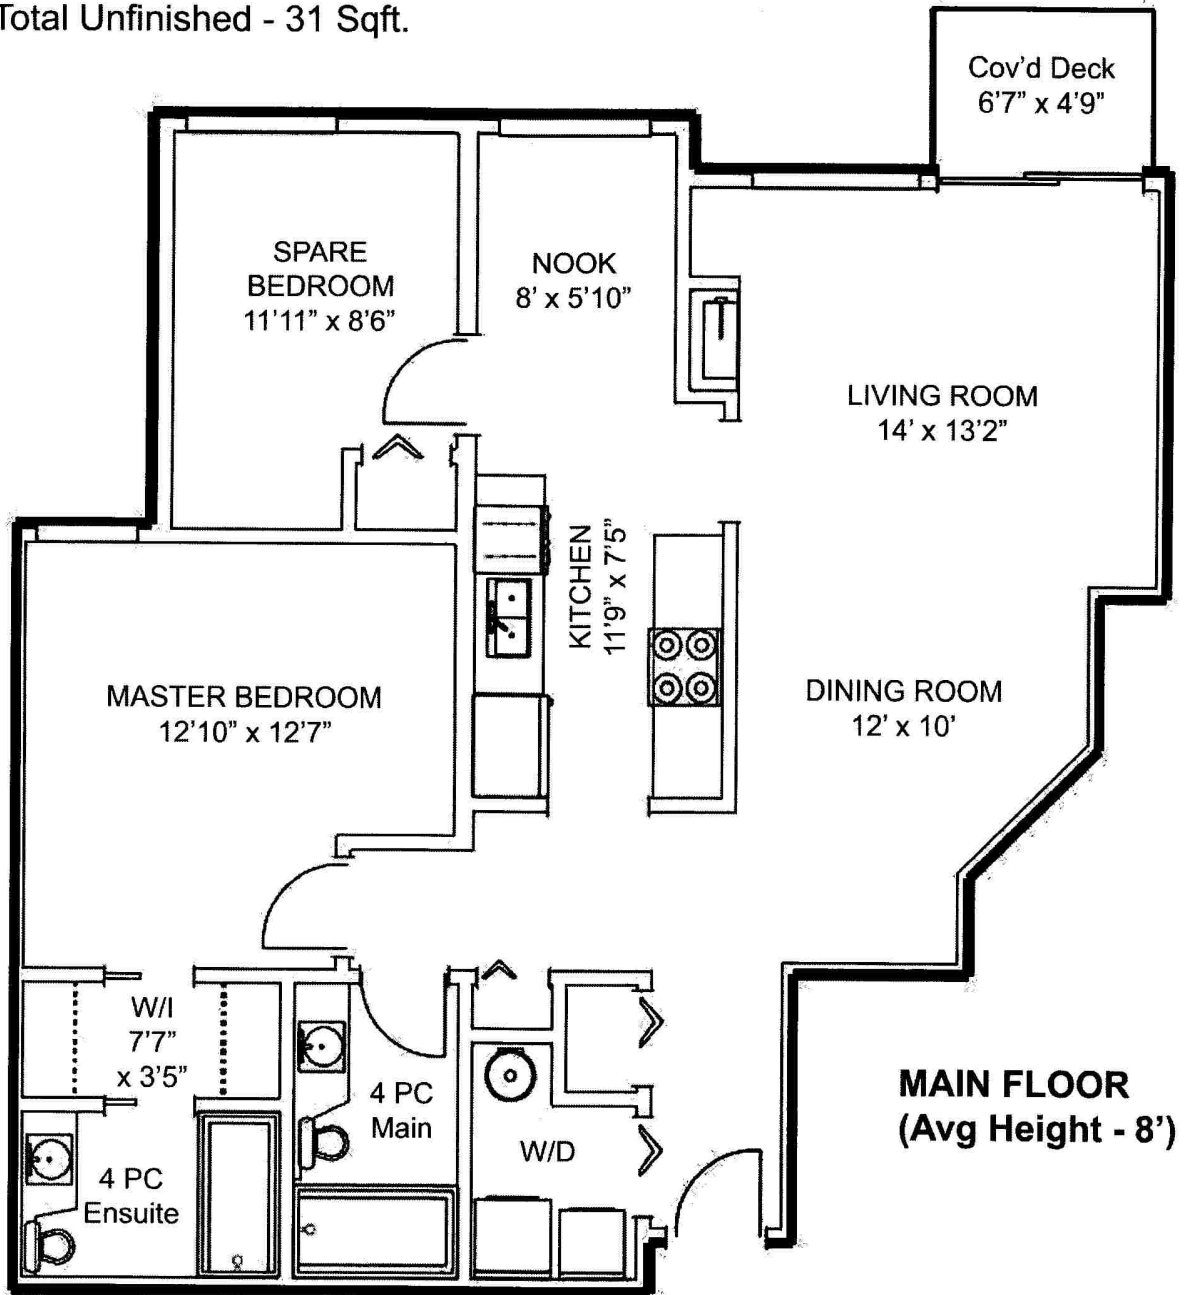 Total Unfinished - 31 Sqft.
Cov'd Deck
6'7" x 4'9"
SPARE
BEDROOM
11'11" x 8'6"
NOOK
8' x 5'10"
LIVING ROOM
14' x 13'2"
KITCHEN
11'9" x 7'5"
MASTER BEDROOM
12'10" x 12'7"
DINING ROOM
12' x 10'
W/I
7'7"
x 3'5"
4 PC
Main
4 PC
Ensuite
W/D
MAIN FLOOR
(Avg Height - 8')